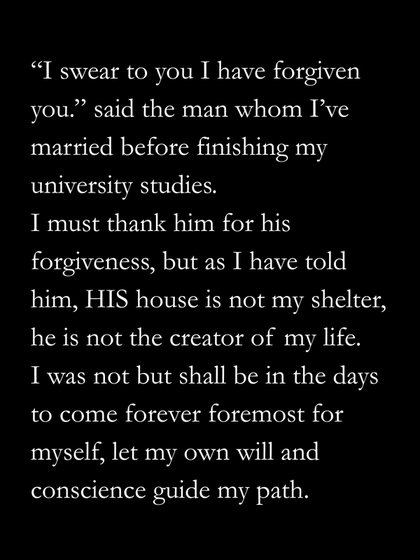 “I swear to you I have forgiven
you.” said the man whom I’ve
married before finishing my
university studies.
I must thank him for his
forgiveness, but as I have told
him, HIS house is not my shelter,
he is not the creator of my life.
I was not but shall be in the days
to come forever foremost for
myself, let my own will and
conscience guide my path.